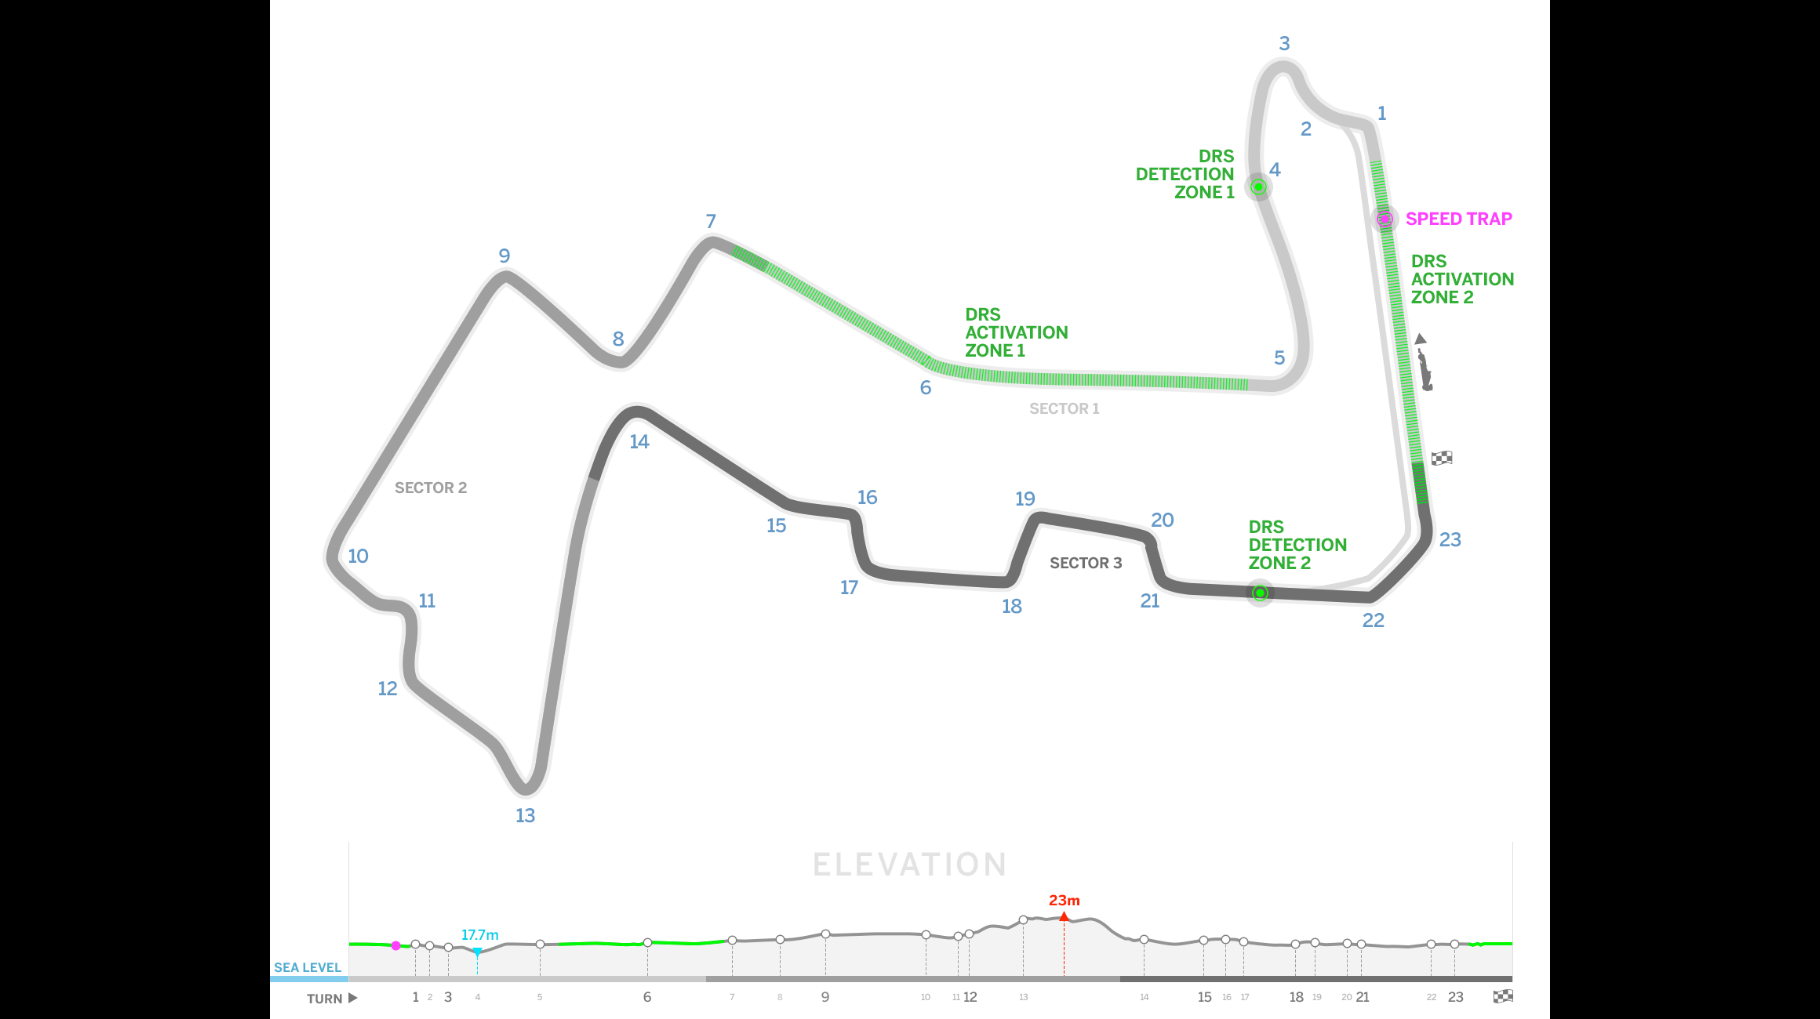 3
1
2
DRS
DETECTION
ZONE 1
4
SPEED TRAP
7
9
DRS
ACTIVATION
ZONE 2
DRS
ACTIVATION
ZONE 1
8
5
6
SECTOR 1
14
SECTOR 2
16
19
15
20
DRS
DETECTION
ZONE 2
23
10
SECTOR 3
17
11
18
21
22
12
13
ELEVATION
23m
17.7m
SEA LEVEL
TURN 1 2 3 4 5 6 7 8 9 10 11 12 13 14 15 16 17 18 19 20 21 22 23